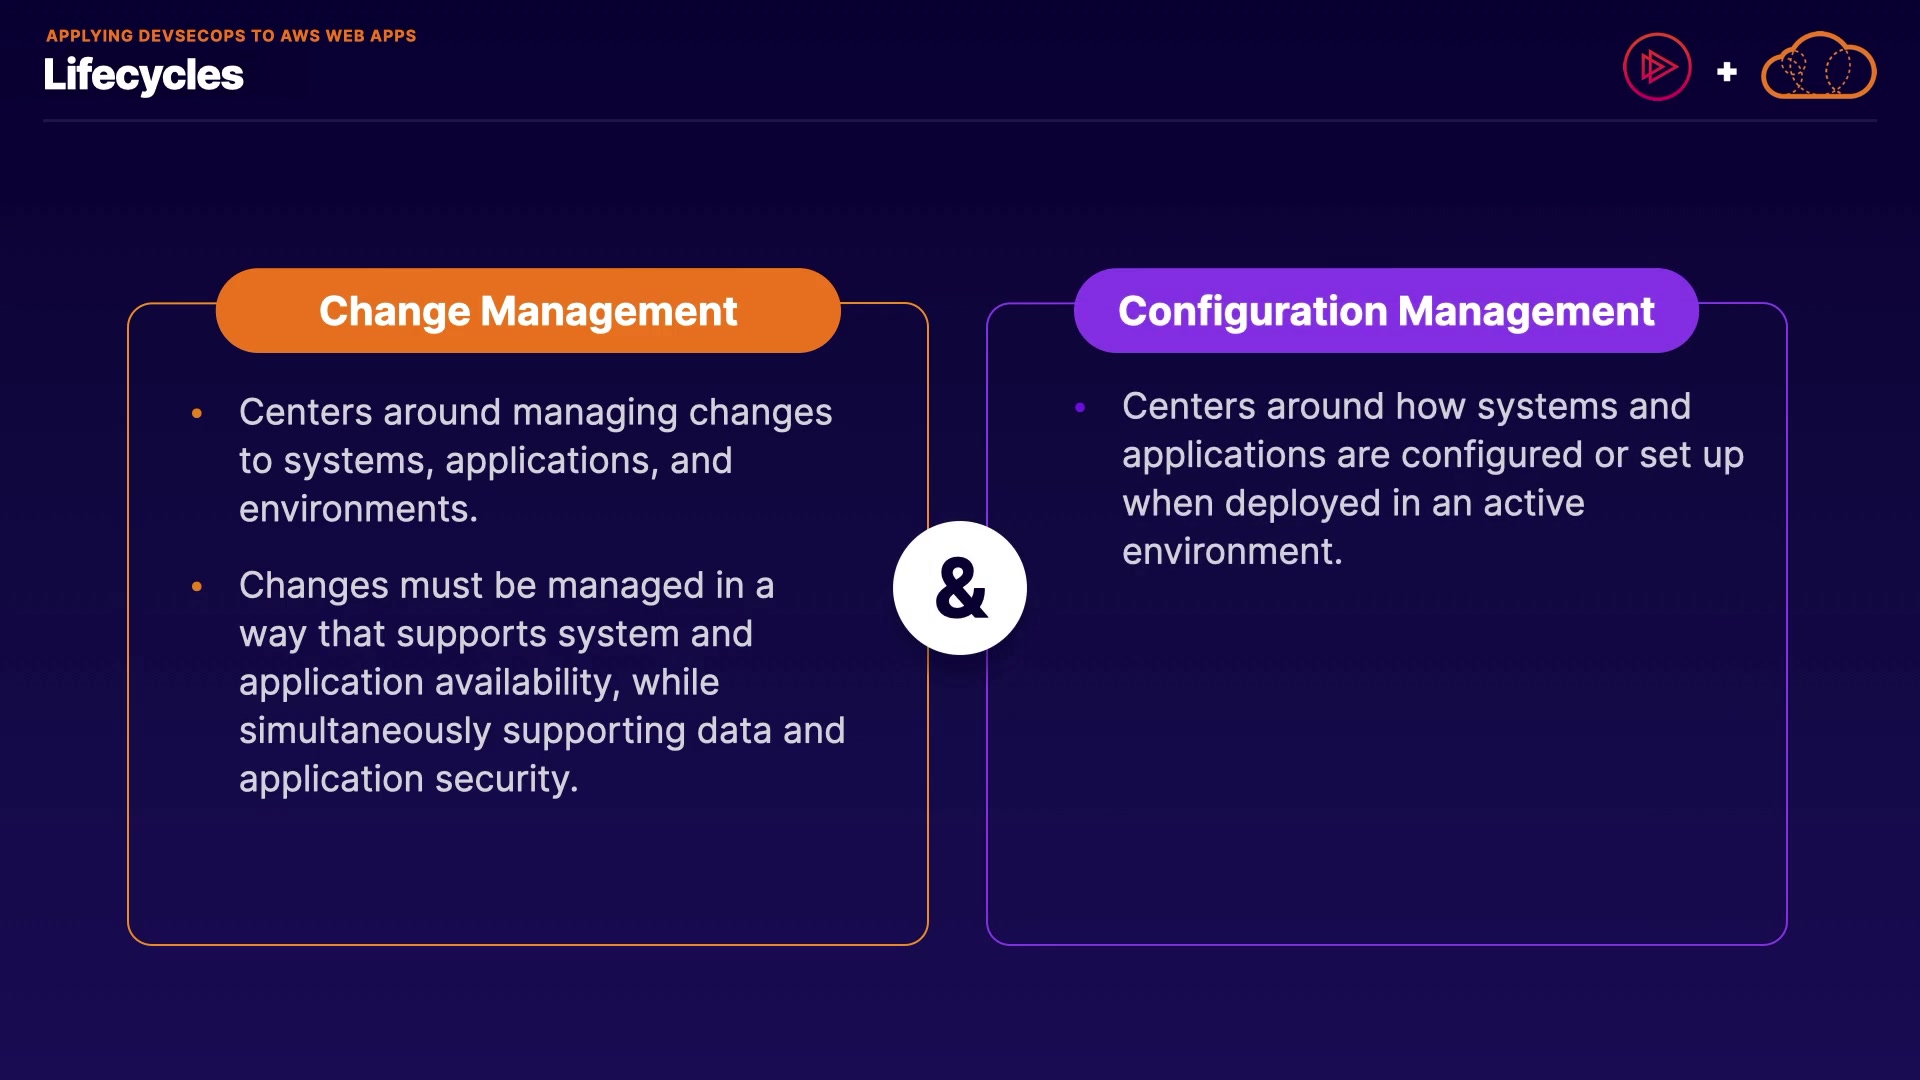 APPLYING DEVSECOPS TO AWS WEB APPS
Lifecycles
+
Change Management
• Centers around managing changes
to systems, applications, and
environments.
• Changes must be managed in a
way that supports system and
application availability, while
simultaneously supporting data and
application security.
&
Configuration Management
• Centers around how systems and
applications are configured or set up
when deployed in an active
environment.